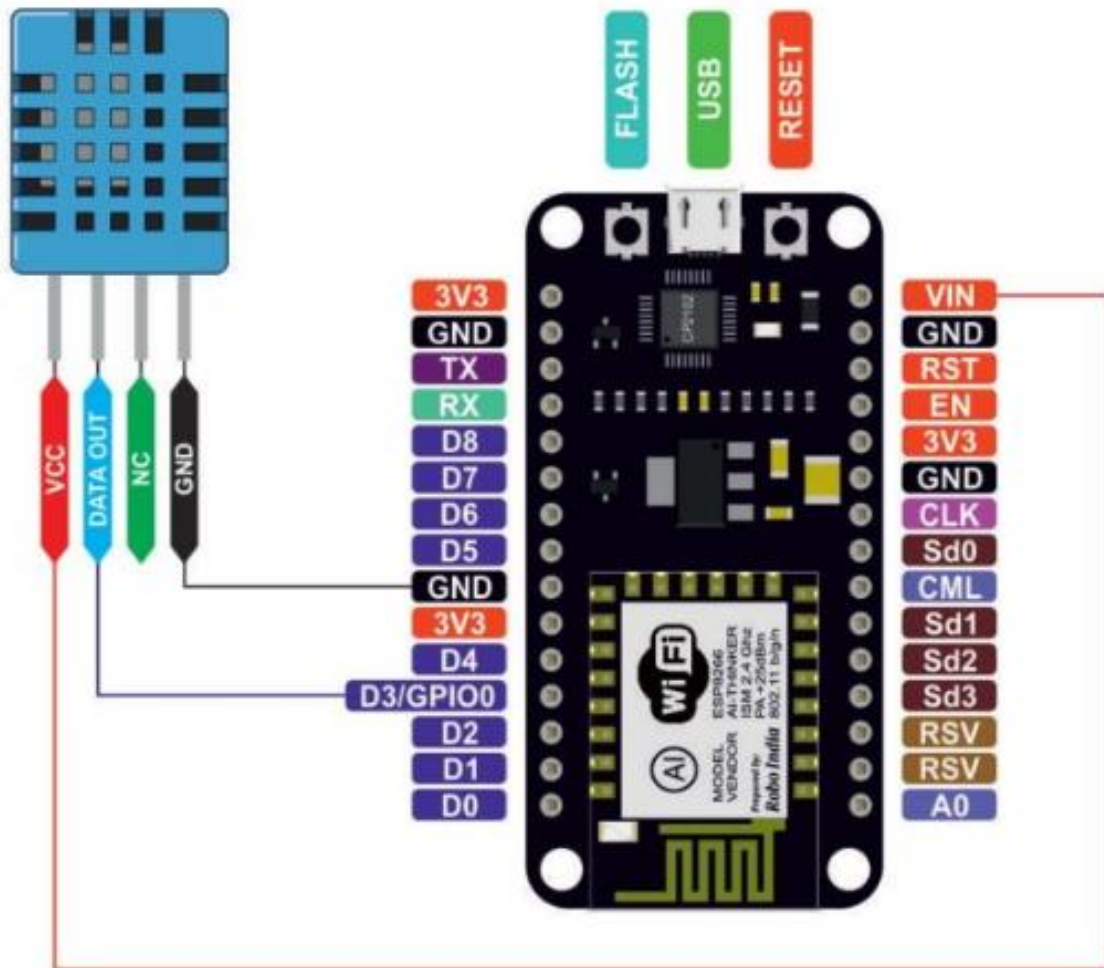 FLASH
USB
RESET
VCC
DATA OUT
NC
GND
3V3
GND
TX
RX
D8
D7
D6
D5
GND
3V3
D4
D3/GPIO0
D2
D1
D0
CP2102
WiFi
AI
MODEL
VENDOR
ESP8266
AI-THINKER
ISM 2.4 Ghz
PA +25dBm
802.11 b/g/n
Prepared by:
Robo India
VIN
GND
RST
EN
3V3
GND
CLK
Sd0
CML
Sd1
Sd2
Sd3
RSV
RSV
A0